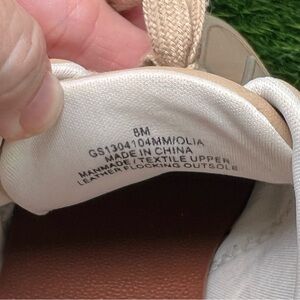 8M
GS1304104MM/OLIA
MADE IN CHINA
MANMADE / TEXTILE UPPER
LEATHER FLOCKING OUTSOLE